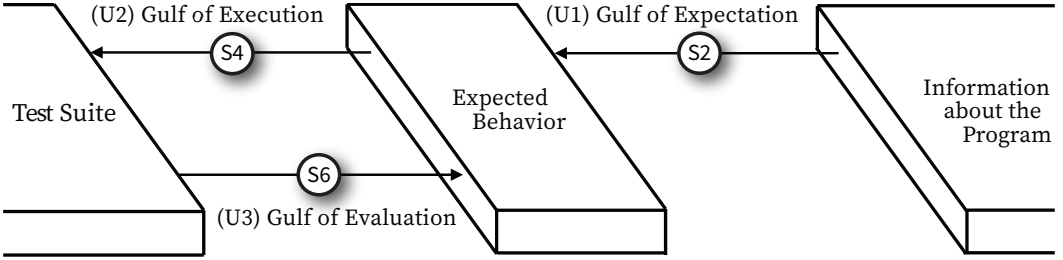 (U2) Gulf of Execution
(U1) Gulf of Expectation
S4
S2
Test Suite
Expected
Behavior
Information
about the
Program
S6
(U3) Gulf of Evaluation